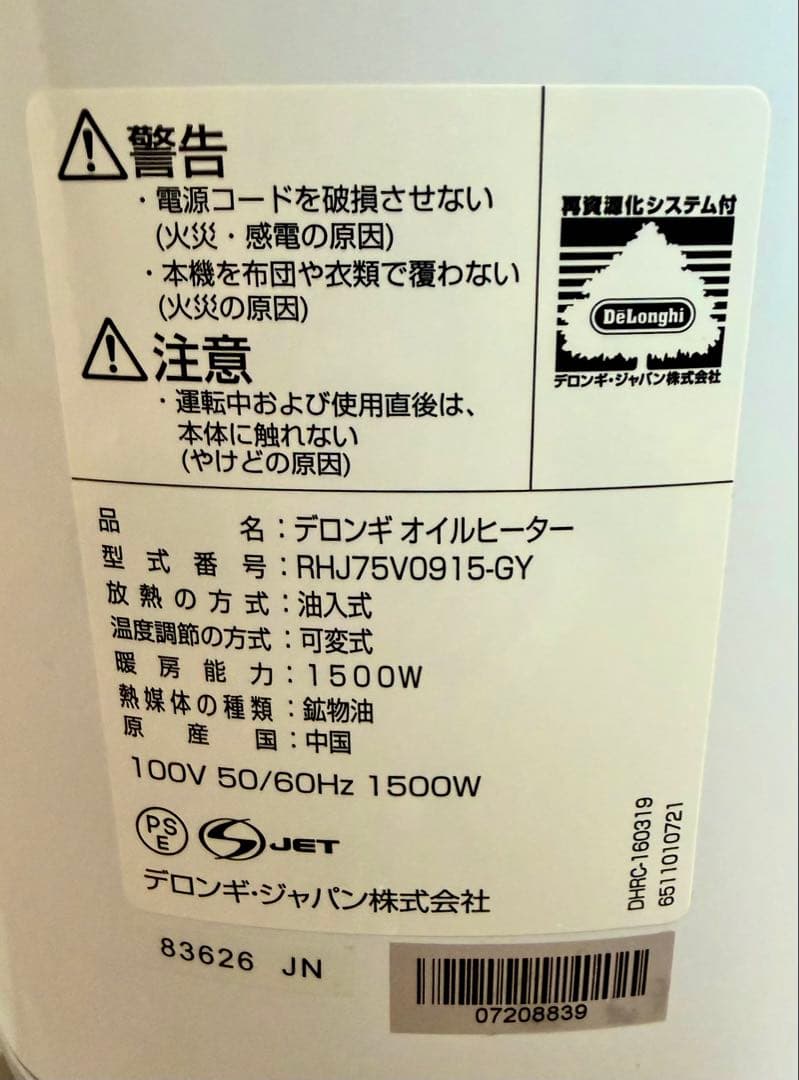 警告
・電源コードを破損させない
(火災・感電の原因)
・本機を布団や衣類で覆わない
(火災の原因)
注意
・運転中および使用直後は、
本体に触れない
(やけどの原因)
再資源化システム付
DeLonghi
デロンギ・ジャパン株式会社
品名：デロンギ オイルヒーター
型式番号：RHJ75V0915-GY
放熱の方式：油入式
温度調節の方式：可変式
暖房能力：1500W
熱媒体の種類：鉱物油
原産国：中国
100V 50/60Hz 1500W
PSE
S JET
デロンギ・ジャパン株式会社
DHRC-160319
6511010721
83626 JN
07208839